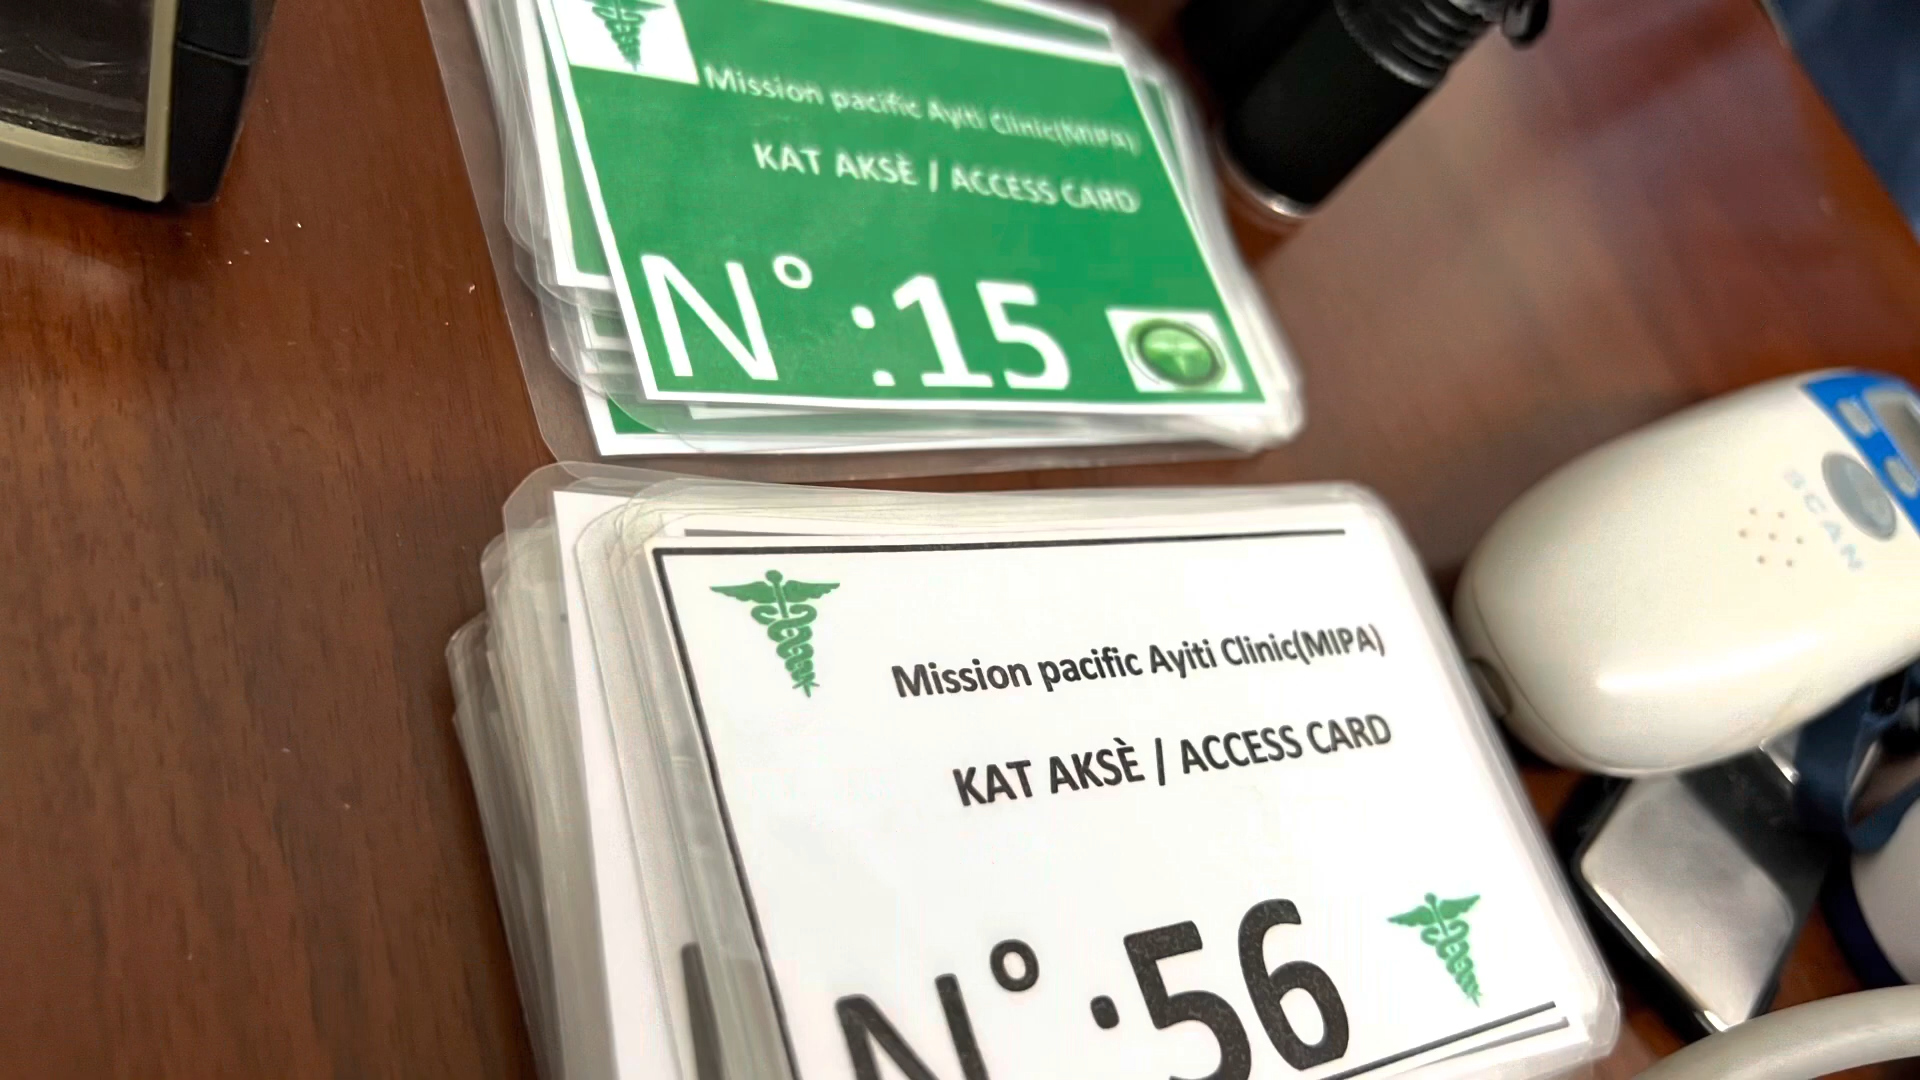 Mission pacific Ayiti Clinic(MIPA)
KAT AKSÈ / ACCESS CARD
N° :15
Mission pacific Ayiti Clinic(MIPA)
KAT AKSÈ / ACCESS CARD
N° :56
SCAN